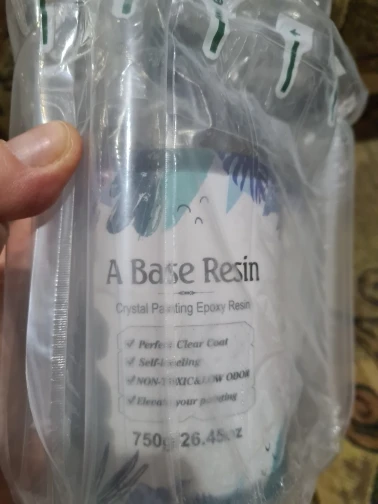 A Base Resin
Crystal Painting Epoxy Resin
Perfect Clear Coat
Self-leveling
NON-TOXIC&LOW ODOR
Elevate your painting
750g 26.45oz